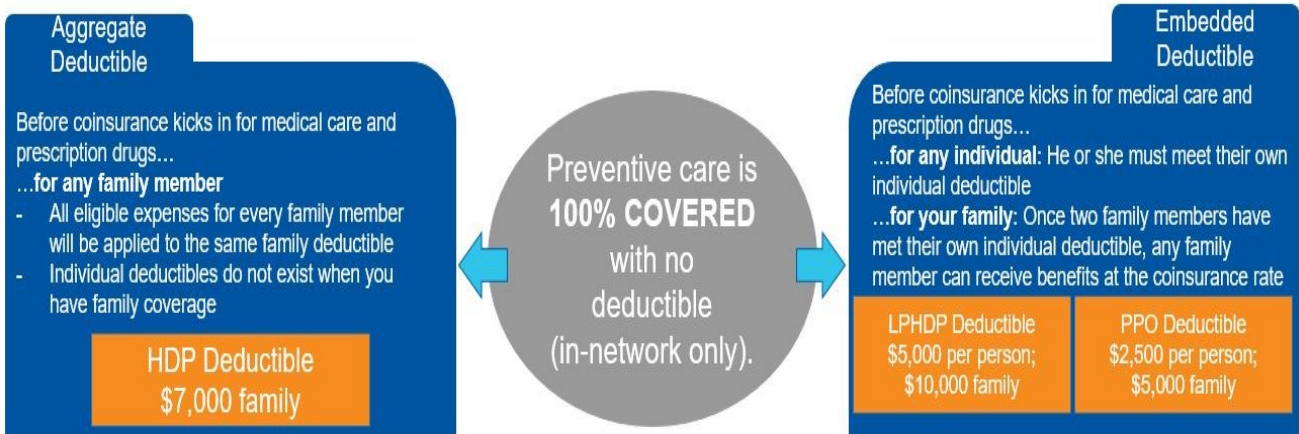 Aggregate
Deductible
Before coinsurance kicks in for medical care and
prescription drugs…
…for any family member
- All eligible expenses for every family member
will be applied to the same family deductible
- Individual deductibles do not exist when you
have family coverage
HDP Deductible
$7,000 family
Preventive care is
100% COVERED
with no
deductible
(in-network only).
Embedded
Deductible
Before coinsurance kicks in for medical care and
prescription drugs…
…for any individual: He or she must meet their own
individual deductible
…for your family: Once two family members have
met their own individual deductible, any family
member can receive benefits at the coinsurance rate
LPHDP Deductible
$5,000 per person;
$10,000 family
PPO Deductible
$2,500 per person;
$5,000 family